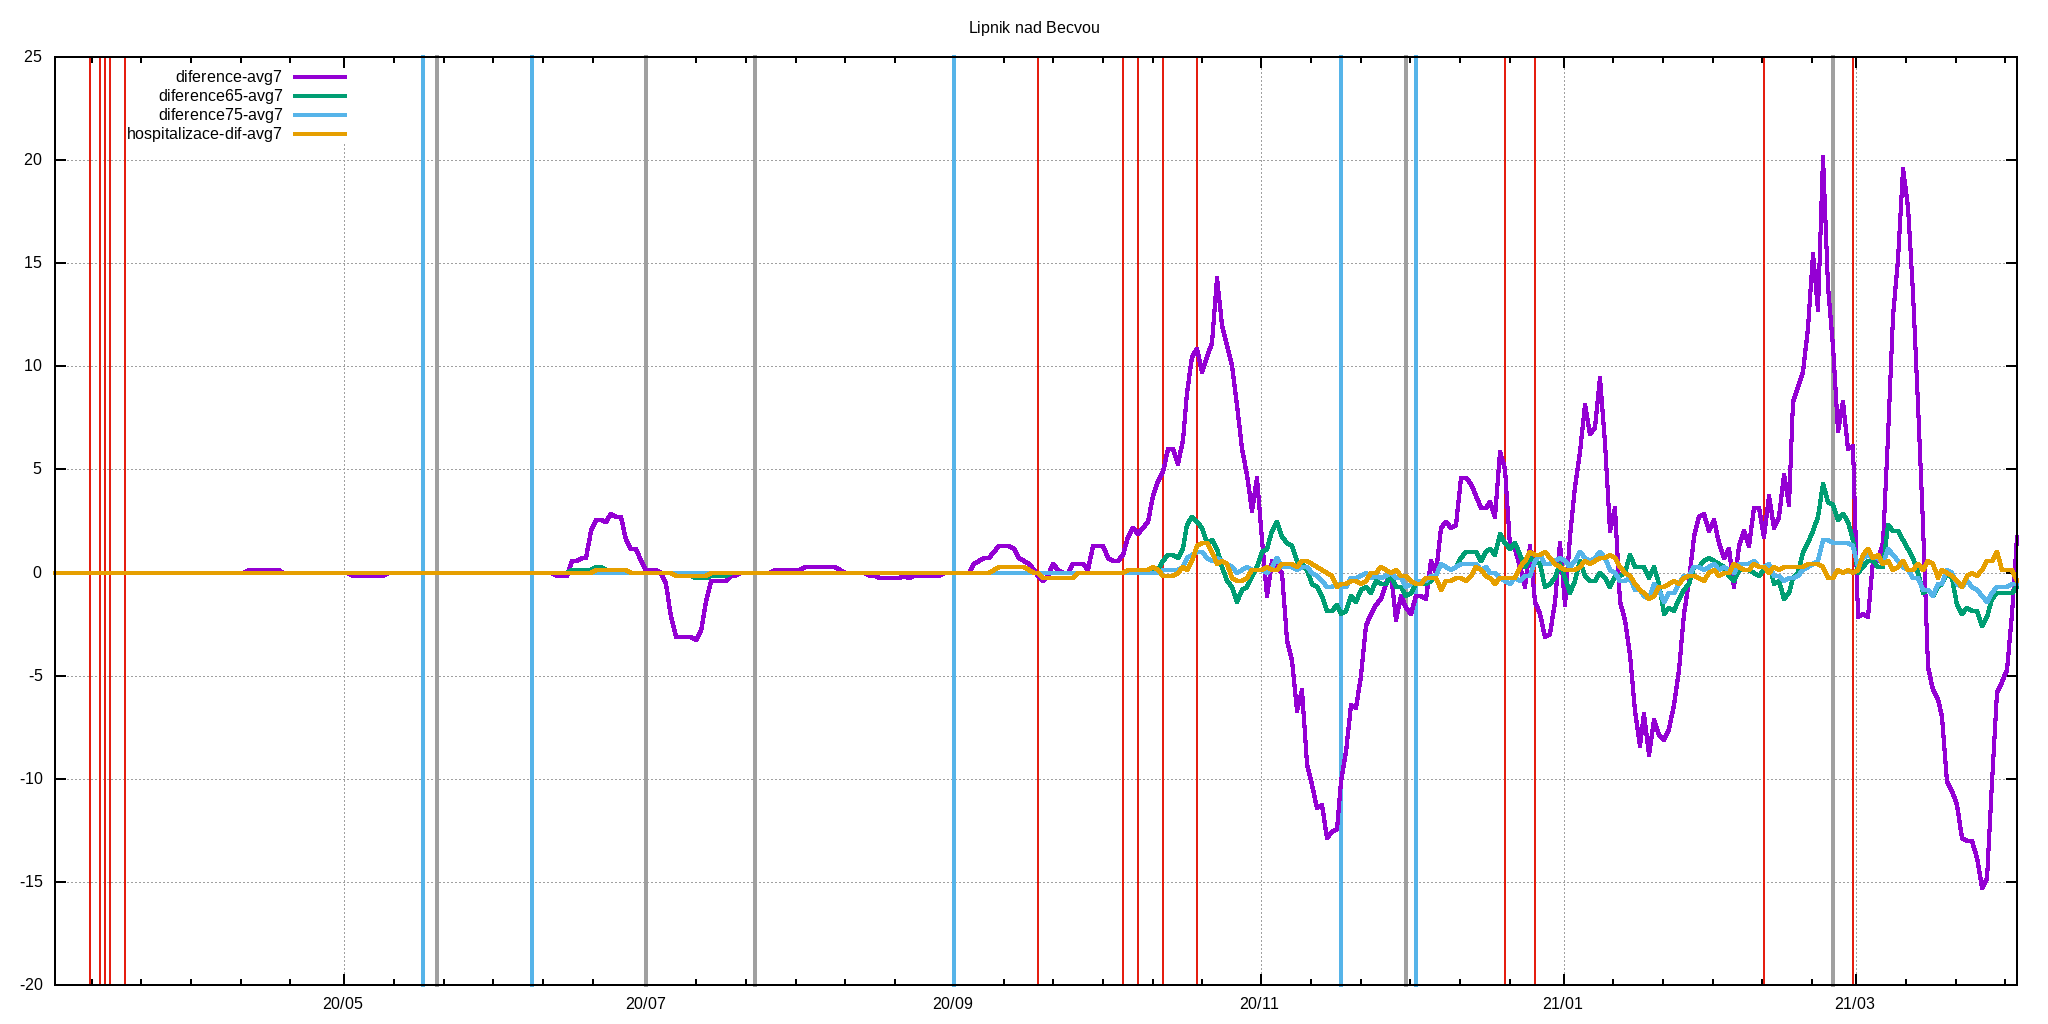 Lipnik nad Becvou
25
20
15
10
5
0
-5
-10
-15
-20
diference-avg7
diference65-avg7
diference75-avg7
hospitalizace-dif-avg7
20/05 20/07 20/09 20/11 21/01 21/03